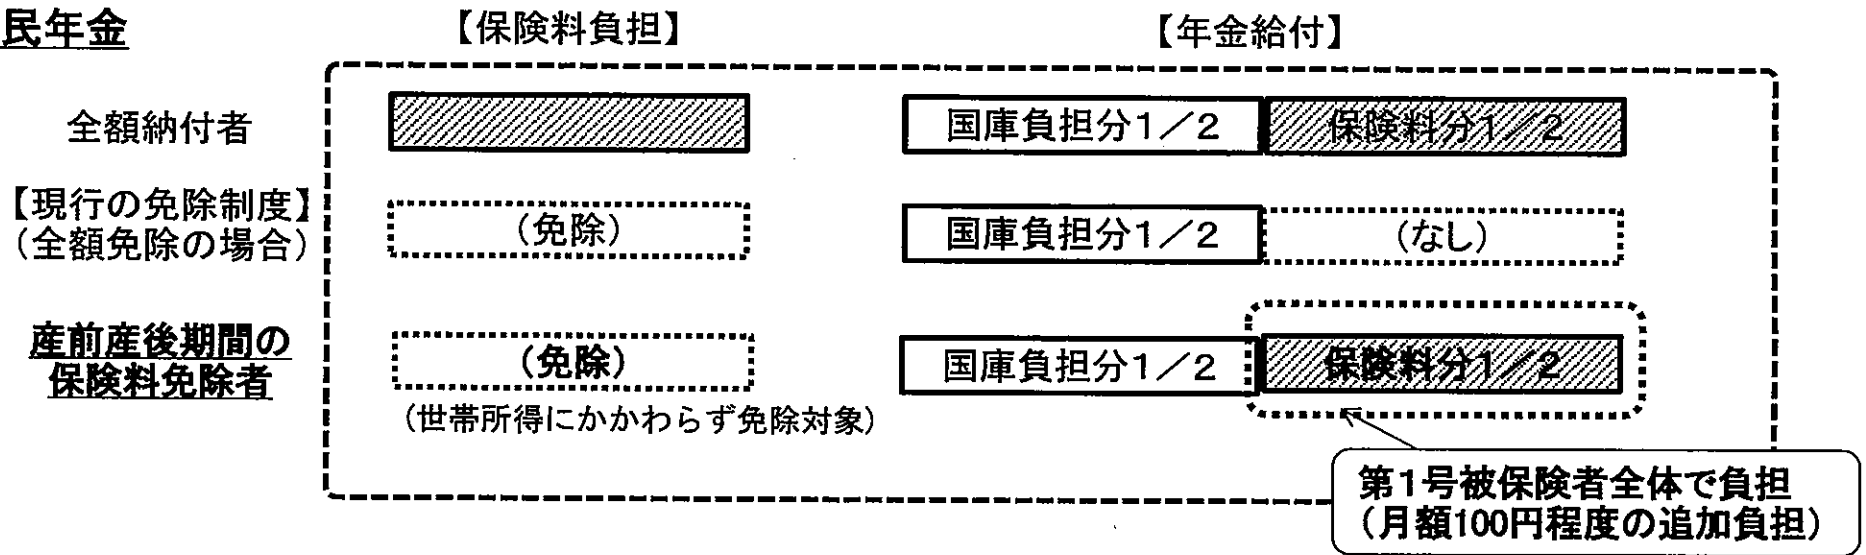 民年金
【保険料負担】
【年金給付】
全額納付者
国庫負担分1／2
保険料分1／2
【現行の免除制度】
（全額免除の場合）
（免除）
国庫負担分1／2
（なし）
産前産後期間の
保険料免除者
（免除）
国庫負担分1／2
保険料分1／2
（世帯所得にかかわらず免除対象）
第1号被保険者全体で負担
（月額100円程度の追加負担）